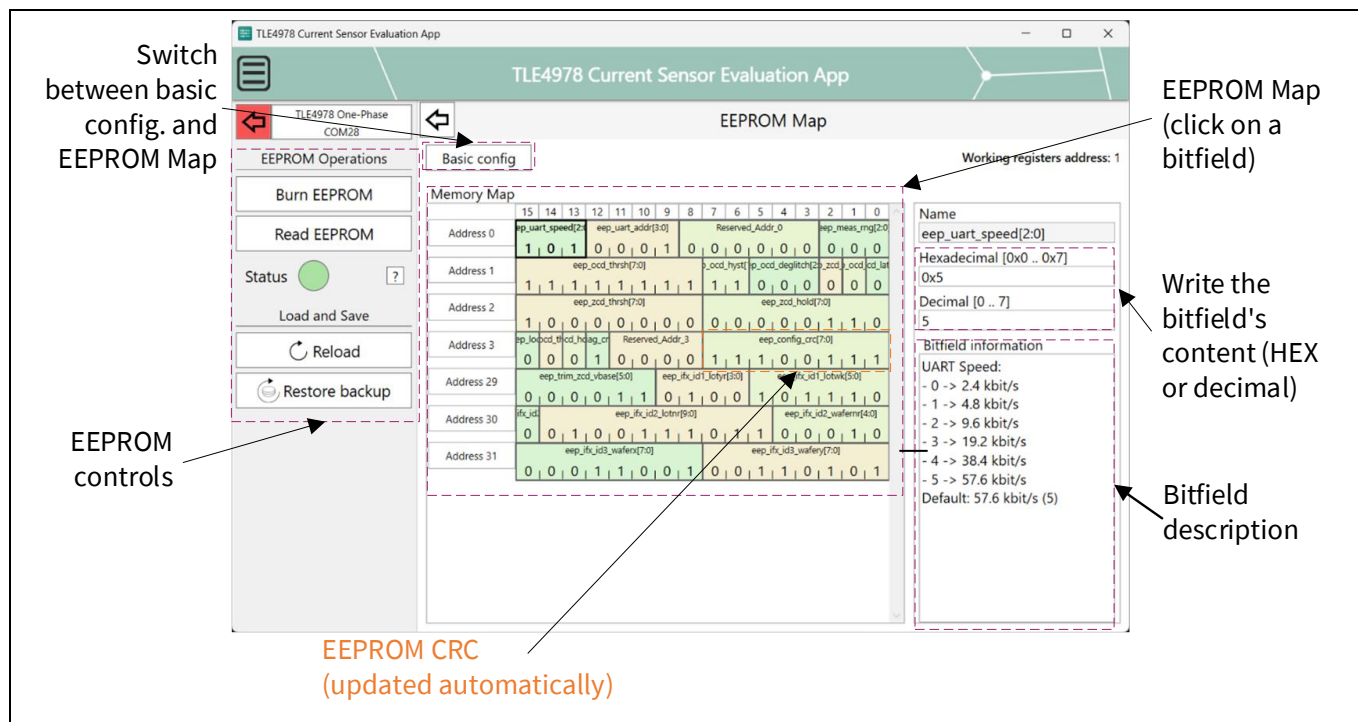 Switch
between basic
config. and
EEPROM Map
TLE4978 Current Sensor Evaluation App
TLE4978 Current Sensor Evaluation App
TLE4978 One-Phase
COM28
EEPROM Map
EEPROM Operations
Basic config
Working registers address: 1
Burn EEPROM
Read EEPROM
Status
?
Load and Save
Reload
Restore backup
Memory Map
15 14 13 12 11 10 9 8 7 6 5 4 3 2 1 0
eep_uart_addr[3:0] Reserved_Addr_0
Address 0 1 0 1 0 0 0 1 0 0 0 0 0 0 0 0 0
eep_ocd_thrsh[7:0]
Address 1 1 1 1 1 1 1 1 1 1 1 0 0 0 0 0 0
eep_zcd_thrsh[7:0] eep_zcd_hold[7:0]
Address 2 1 0 0 0 0 0 0 0 0 0 0 0 0 1 1 0
Reserved_Addr_3 eep_config_crc[7:0]
Address 3 0 0 0 1 0 0 0 0 1 1 1 0 0 1 1 1
eep_trim_zcd_vbase[5:0] eep_ifx_id1_lotyr[3:0] eep_ifx_id1_lotwk[5:0]
Address 29 0 0 0 0 1 1 0 1 0 0 1 0 1 1 1 0
eep_ifx_id2_lotnr[9:0] eep_ifx_id2_wafernr[4:0]
Address 30 0 0 1 0 0 1 1 1 0 1 1 0 0 0 1 0
eep_ifx_id3_waferx[7:0] eep_ifx_id3_wafery[7:0]
Address 31 0 0 0 1 1 0 0 1 0 0 1 1 0 1 0 1
Name
eep_uart_speed[2:0]
Hexadecimal [0x0 .. 0x7]
0x5
Decimal [0 .. 7]
5
Bitfield information
UART Speed:
- 0 -> 2.4 kbit/s
- 1 -> 4.8 kbit/s
- 2 -> 9.6 kbit/s
- 3 -> 19.2 kbit/s
- 4 -> 38.4 kbit/s
- 5 -> 57.6 kbit/s
Default: 57.6 kbit/s (5)
EEPROM Map
(click on a
bitfield)
Write the
bitfield's
content (HEX
or decimal)
Bitfield
description
EEPROM
controls
EEPROM CRC
(updated automatically)